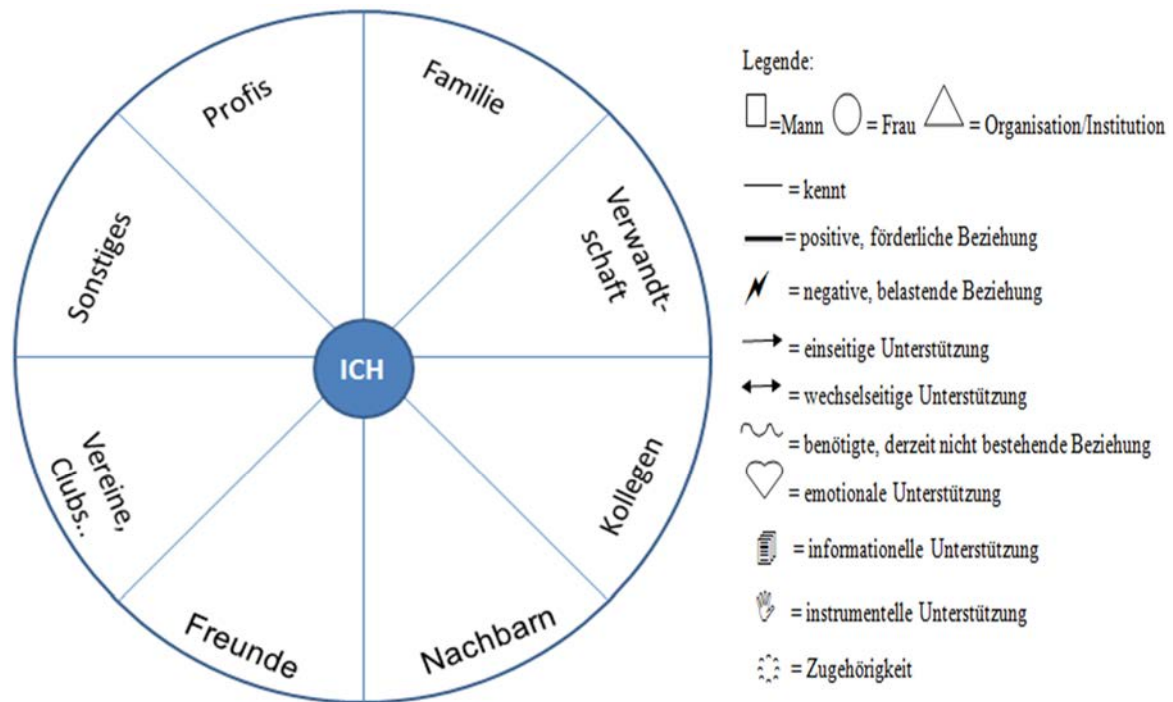 Profis
Familie
Sonstiges
Verwandt-
schaft
ICH
Vereine,
Clubs..
Kollegen
Freunde
Nachbarn
Legende:
=Mann = Frau = Organisation/Institution
= kennt
= positive, förderliche Beziehung
= negative, belastende Beziehung
= einseitige Unterstützung
= wechselseitige Unterstützung
= benötigte, derzeit nicht bestehende Beziehung
= emotionale Unterstützung
= informationelle Unterstützung
= instrumentelle Unterstützung
= Zugehörigkeit